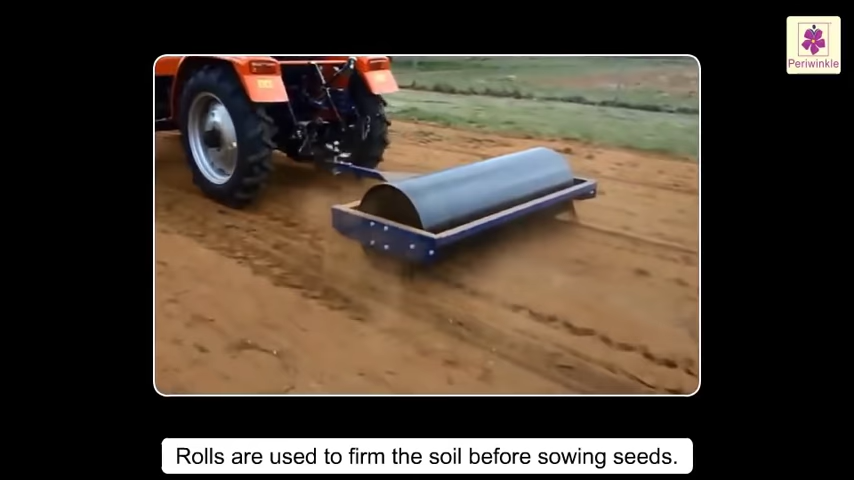 Periwinkle
Rolls are used to firm the soil before sowing seeds.